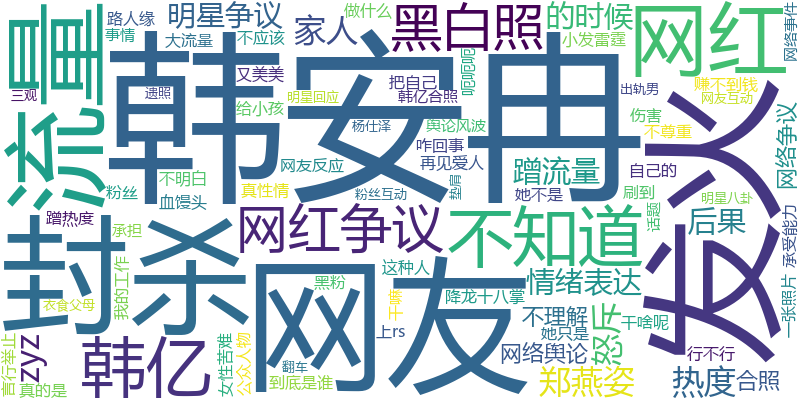 路人缘
做什么
明星争议
家人
黑白照
的时候
网红
网络事件
事情
大流量
不应该
小发雷霆
流量
韩安冉
呃呃呃
三观
又美美
把自己
出轨男
赚不到钱
遗照
给小孩
明星回应
韩亿合照
网友互动
发火
杨仕泽
舆论风波
伤害
网络争议
咋回事
不尊重
不明白
网友反应
再见爱人
蹭流量
自己的
粉丝
真性情
粉丝互动
垫肩
她不是
刷到
明星八卦
血馒头
话题
蹭热度
承担
封杀
网红争议
不知道
后果
承受能力
我的工作
网友
这种人
情绪表达
一张照片
黑粉
干嘛
降龙十八掌
衣食父母
不理解
怒斥
干啥呢
言行举止
zyz
韩亿
女性苦难
公众人物
上rs
她只是
网络舆论
行不行
翻车
真的是
到底是谁
郑燕姿
热度
合照